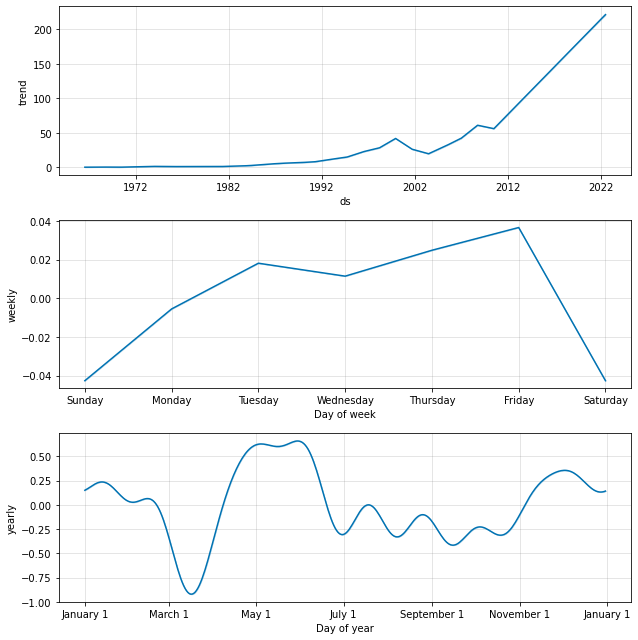 200
150
100
50
0
trend
1972 1982 1992 2002 2012 2022
ds
0.04
0.02
0.00
−0.02
−0.04
weekly
Sunday Monday Tuesday Wednesday Thursday Friday Saturday
Day of week
0.50
0.25
0.00
−0.25
−0.50
−0.75
−1.00
yearly
January 1 March 1 May 1 July 1 September 1 November 1 January 1
Day of year